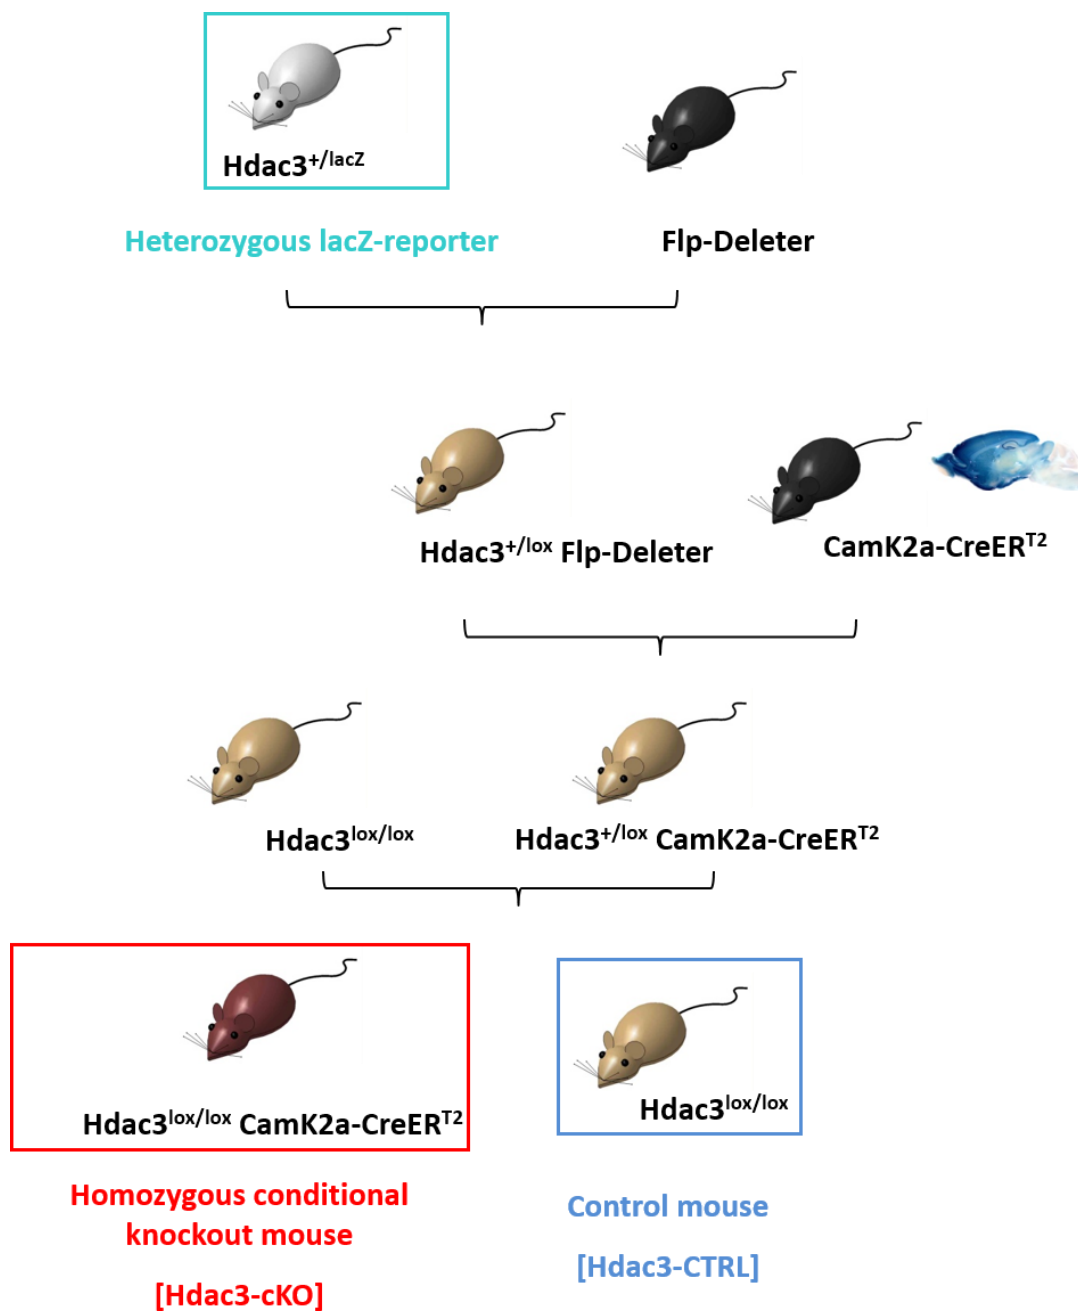 Hdac3+/lacZ
Heterozygous lacZ-reporter
Flp-Deleter
Hdac3+/lox Flp-Deleter
CamK2a-CreERT2
Hdac3lox/lox
Hdac3+/lox CamK2a-CreERT2
Hdac3lox/lox CamK2a-CreERT2
Hdac3lox/lox
Homozygous conditional
knockout mouse
[Hdac3-cKO]
Control mouse
[Hdac3-CTRL]